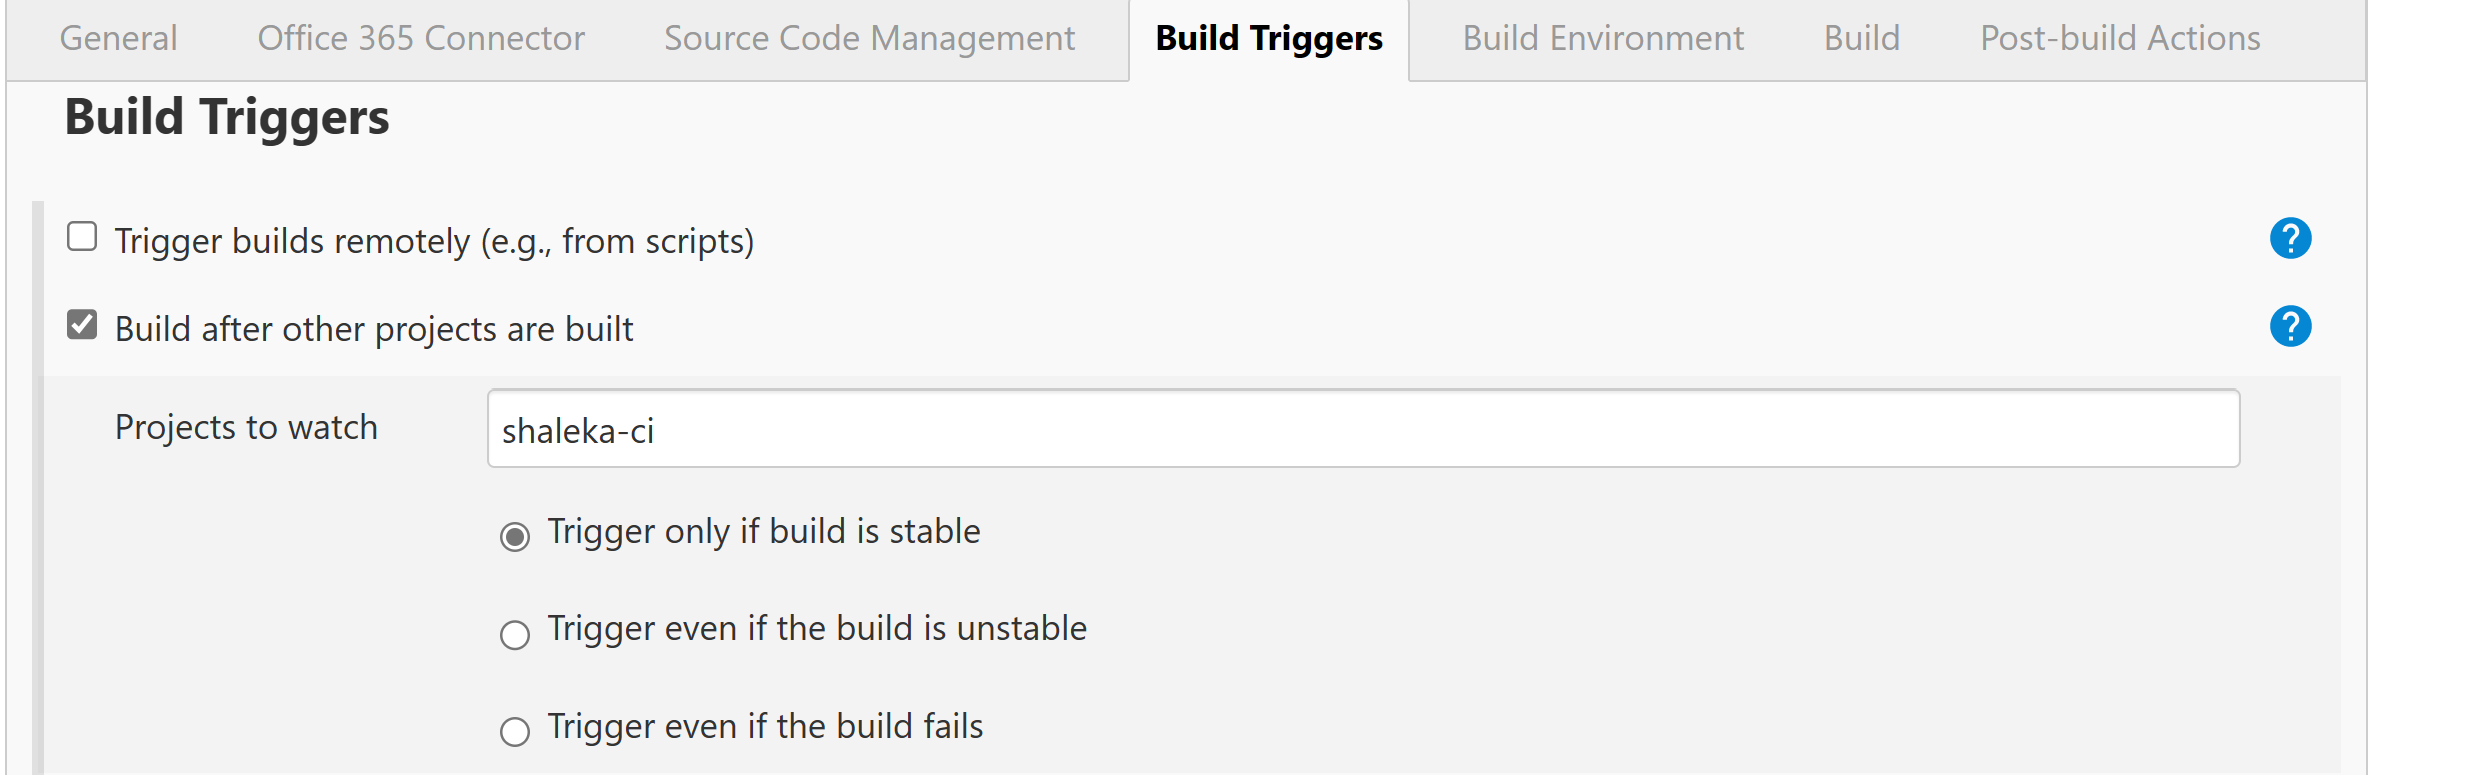 General Office 365 Connector Source Code Management Build Triggers Build Environment Build Post-build Actions
Build Triggers
Trigger builds remotely (e.g., from scripts) ?
Build after other projects are built ?
Projects to watch shaleka-ci
Trigger only if build is stable
Trigger even if the build is unstable
Trigger even if the build fails